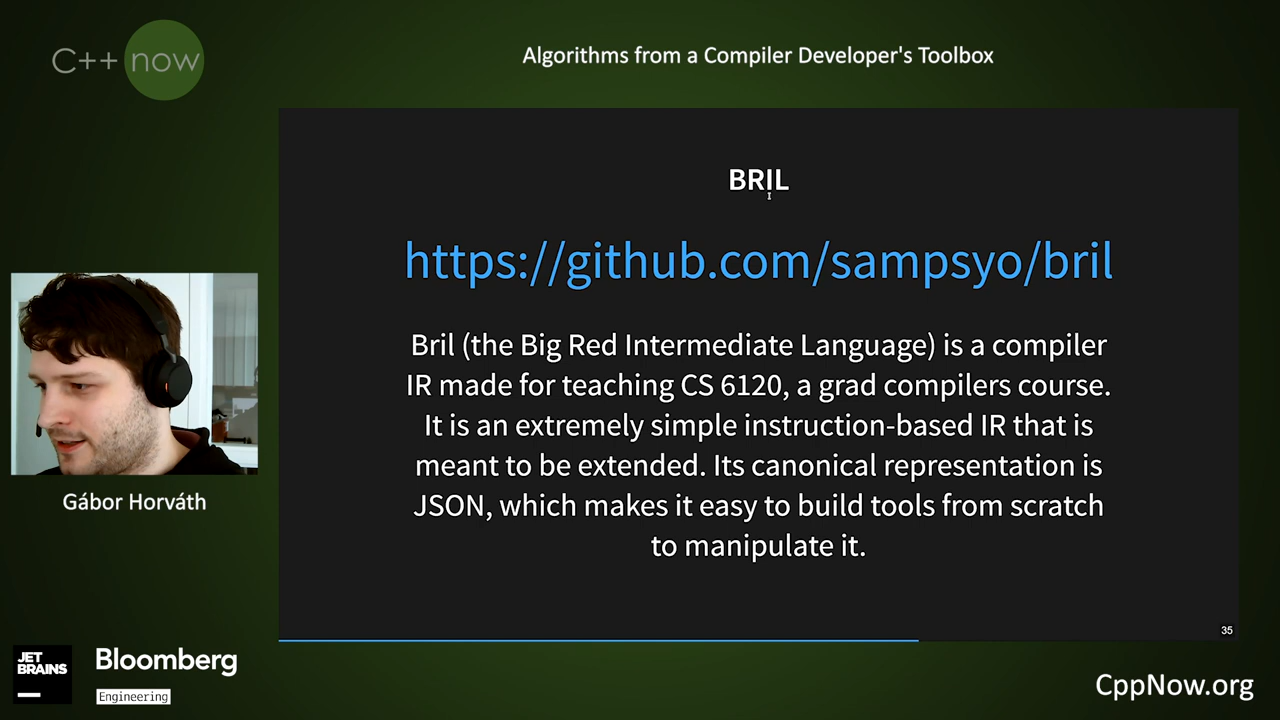 C++ now
Algorithms from a Compiler Developer's Toolbox
BRIL
https://github.com/sampsyo/bril
Bril (the Big Red Intermediate Language) is a compiler
IR made for teaching CS 6120, a grad compilers course.
It is an extremely simple instruction-based IR that is
meant to be extended. Its canonical representation is
JSON, which makes it easy to build tools from scratch
to manipulate it.
35
Gábor Horváth
JET
BRAINS
Bloomberg
Engineering
CppNow.org